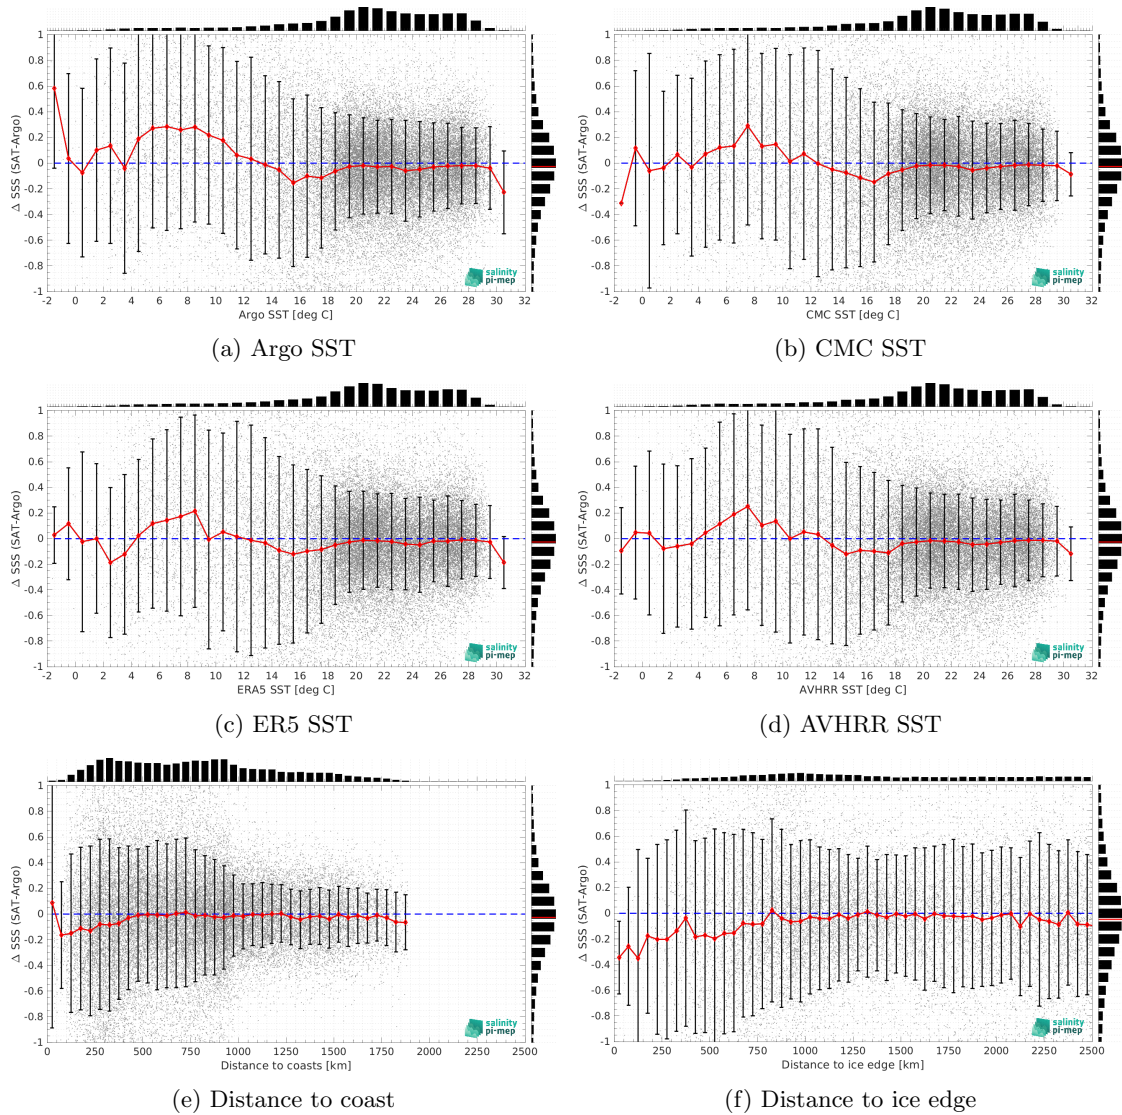 1
0.8
0.6
0.4
0.2
0
-0.2
-0.4
-0.6
-0.8
-1
Δ SSS (SAT-Argo)
-2 0 2 4 6 8 10 12 14 16 18 20 22 24 26 28 30 32
Argo SST [deg C]
salinity
pi-mep
(a) Argo SST
1
0.8
0.6
0.4
0.2
0
-0.2
-0.4
-0.6
-0.8
-1
Δ SSS (SAT-Argo)
-2 0 2 4 6 8 10 12 14 16 18 20 22 24 26 28 30 32
CMC SST [deg C]
salinity
pi-mep
(b) CMC SST
1
0.8
0.6
0.4
0.2
0
-0.2
-0.4
-0.6
-0.8
-1
Δ SSS (SAT-Argo)
-2 0 2 4 6 8 10 12 14 16 18 20 22 24 26 28 30 32
ERA5 SST [deg C]
salinity
pi-mep
(c) ER5 SST
1
0.8
0.6
0.4
0.2
0
-0.2
-0.4
-0.6
-0.8
-1
Δ SSS (SAT-Argo)
-2 0 2 4 6 8 10 12 14 16 18 20 22 24 26 28 30 32
AVHRR SST [deg C]
salinity
pi-mep
(d) AVHRR SST
1
0.8
0.6
0.4
0.2
0
-0.2
-0.4
-0.6
-0.8
-1
Δ SSS (SAT-Argo)
0 250 500 750 1000 1250 1500 1750 2000 2250 2500
Distance to coasts [km]
salinity
pi-mep
(e) Distance to coast
1
0.8
0.6
0.4
0.2
0
-0.2
-0.4
-0.6
-0.8
-1
Δ SSS (SAT-Argo)
0 250 500 750 1000 1250 1500 1750 2000 2250 2500
Distance to ice edge [km]
salinity
pi-mep
(f) Distance to ice edge